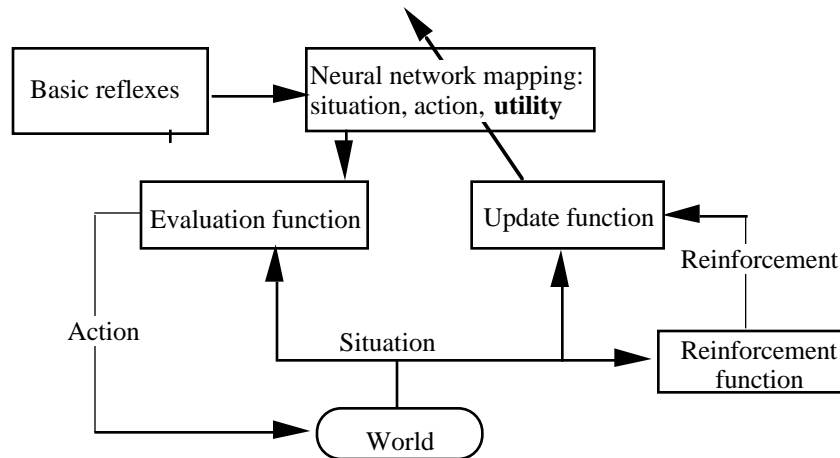 Neural network mapping:
Basic reflexes
situation, action, utility
Evaluation function
Update function
Reinforcement
Action
Situation
Reinforcement
function
World